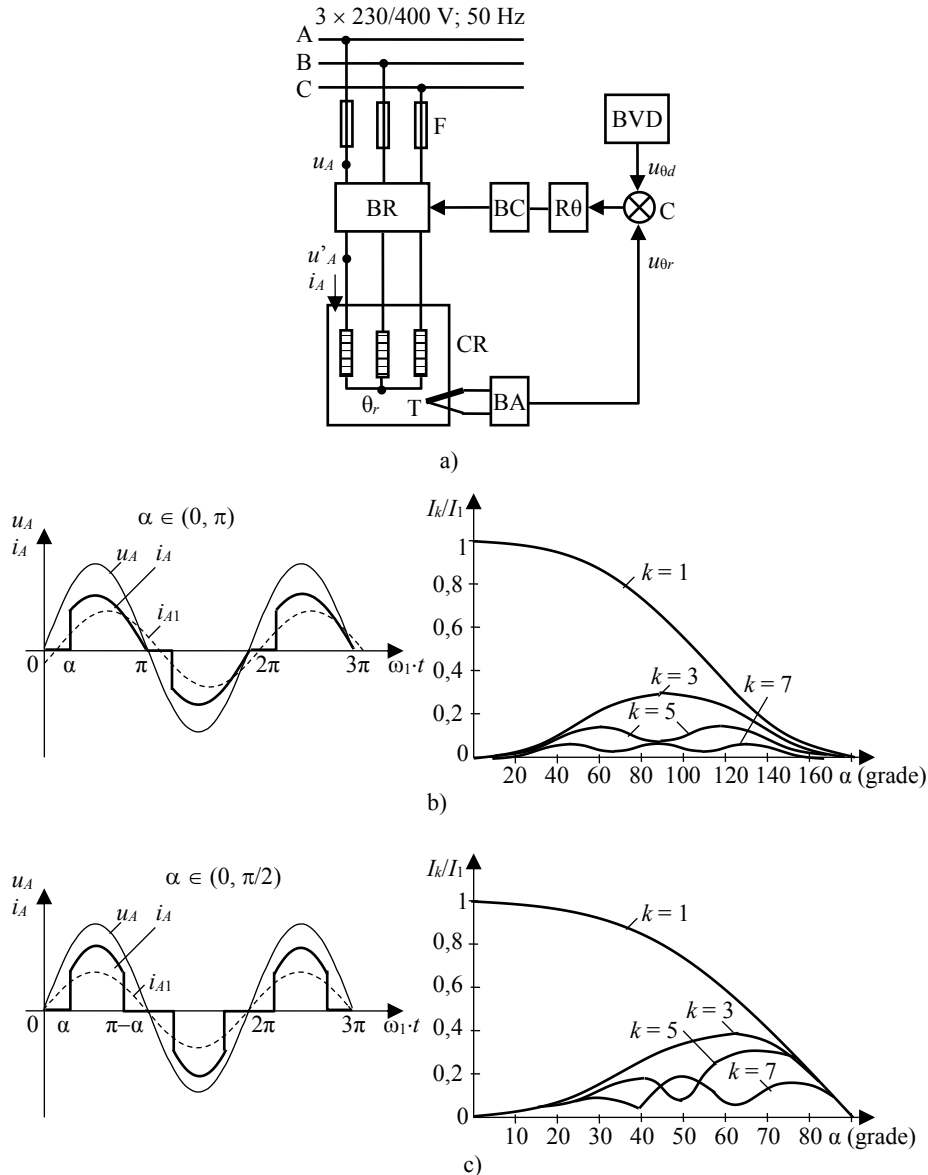 3 × 230/400 V; 50 Hz
A
B
C
F
BVD
u_A
u_θd
BR
BC
Rθ
C
u'_A
i_A
u_θr
CR
θ_r
T
BA
a)
α ∈ (0, π)
u_A
i_A
u_A
i_A
i_A1
0
α
π
2π
3π
ω₁·t
I_k/I_1
1
0,8
0,6
0,4
0,2
0
k = 1
k = 3
k = 5
k = 7
20 40 60 80 100 120 140 160 α (grade)
b)
α ∈ (0, π/2)
u_A
i_A
u_A
i_A
i_A1
0
α
π−α
2π
3π
ω₁·t
I_k/I_1
1
0,8
0,6
0,4
0,2
0
k = 1
k = 3
k = 5
k = 7
10 20 30 40 50 60 70 80 α (grade)
c)